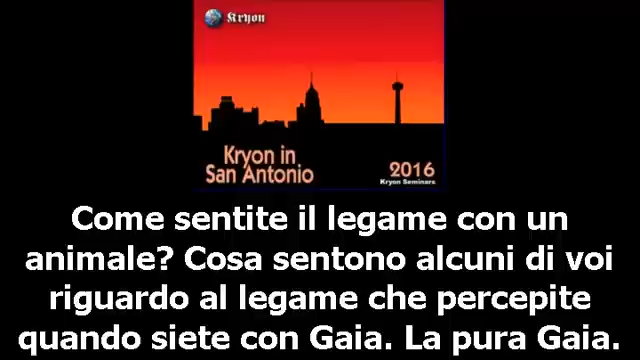 Kryon
Kryon in
San Antonio
2016
Kryon Seminars
Come sentite il legame con un
animale? Cosa sentono alcuni di voi
riguardo al legame che percepite
quando siete con Gaia. La pura Gaia.